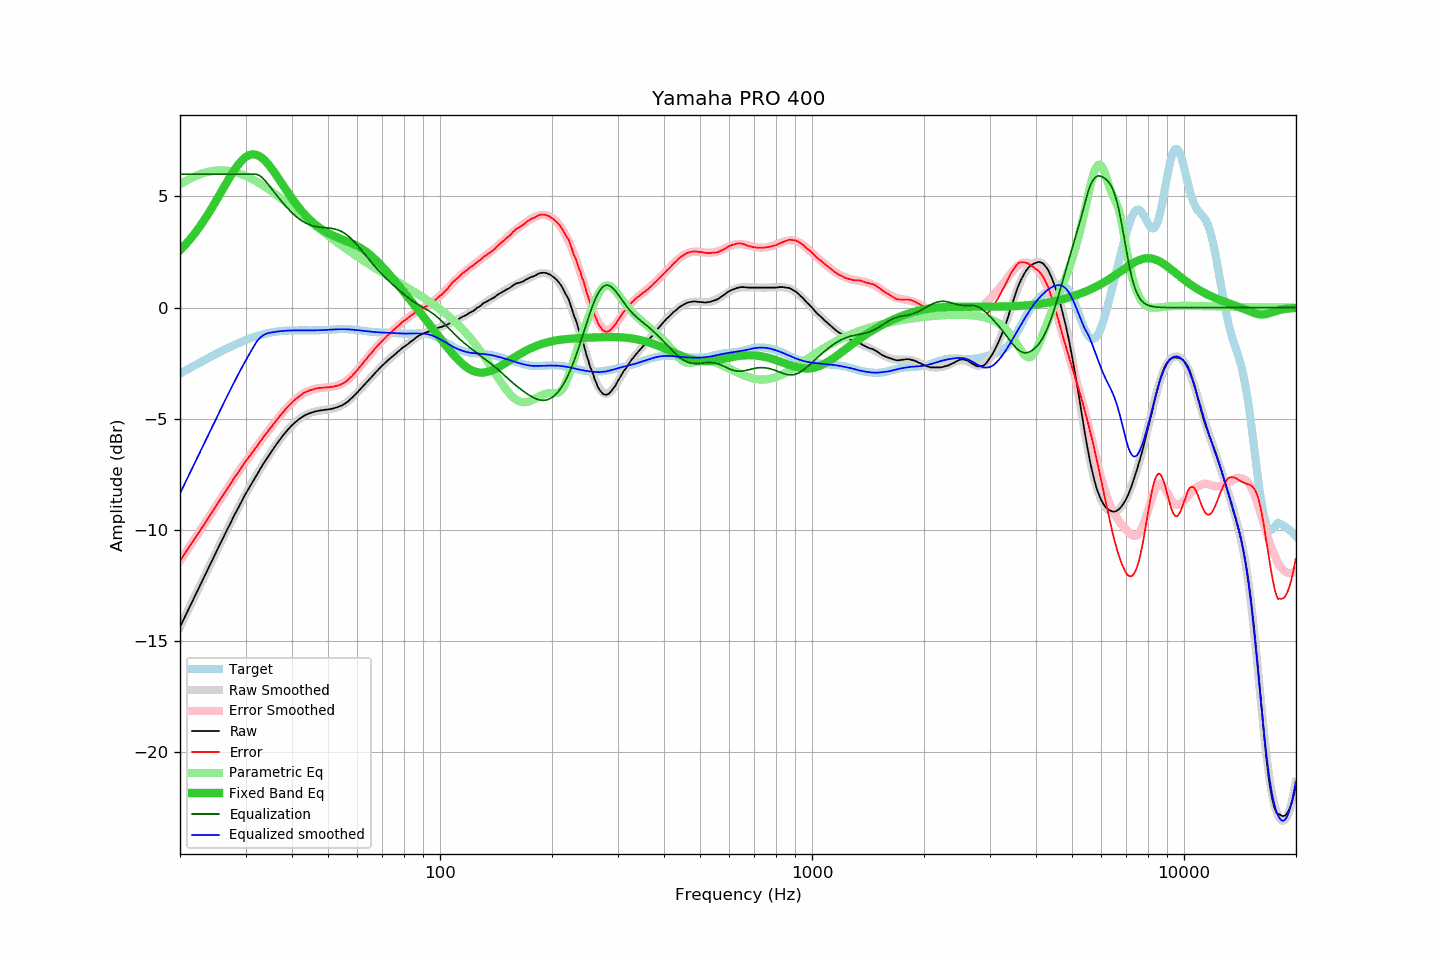 Yamaha PRO 400
Amplitude (dBr)
5
0
−5
−10
−15
−20
Target
Raw Smoothed
Error Smoothed
Raw
Error
Parametric Eq
Fixed Band Eq
Equalization
Equalized smoothed
100
1000
10000
Frequency (Hz)